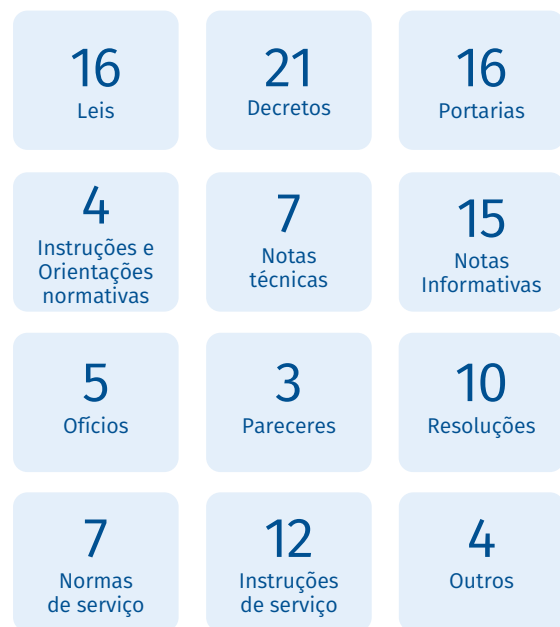 16
Leis
21
Decretos
16
Portarias
4
Instruções e
Orientações
normativas
7
Notas
técnicas
15
Notas
Informativas
5
Ofícios
3
Pareceres
10
Resoluções
7
Normas
de serviço
12
Instruções
de serviço
4
Outros